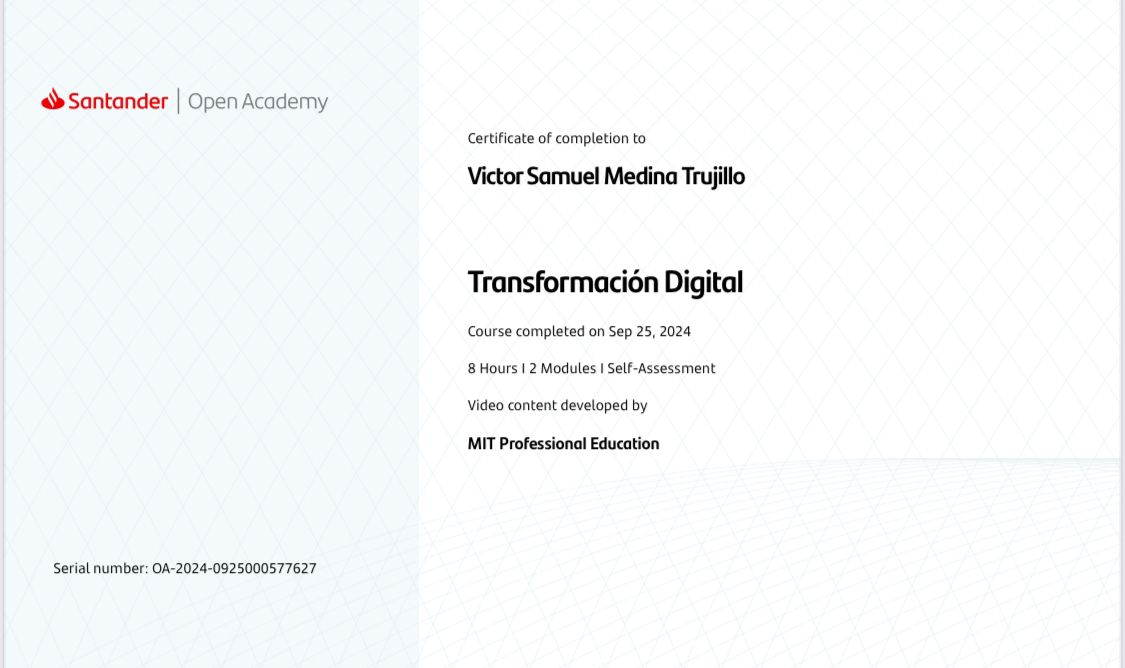 Santander | Open Academy
Certificate of completion to
Victor Samuel Medina Trujillo
Transformación Digital
Course completed on Sep 25, 2024
8 Hours I 2 Modules I Self-Assessment
Video content developed by
MIT Professional Education
Serial number: OA-2024-0925000577627